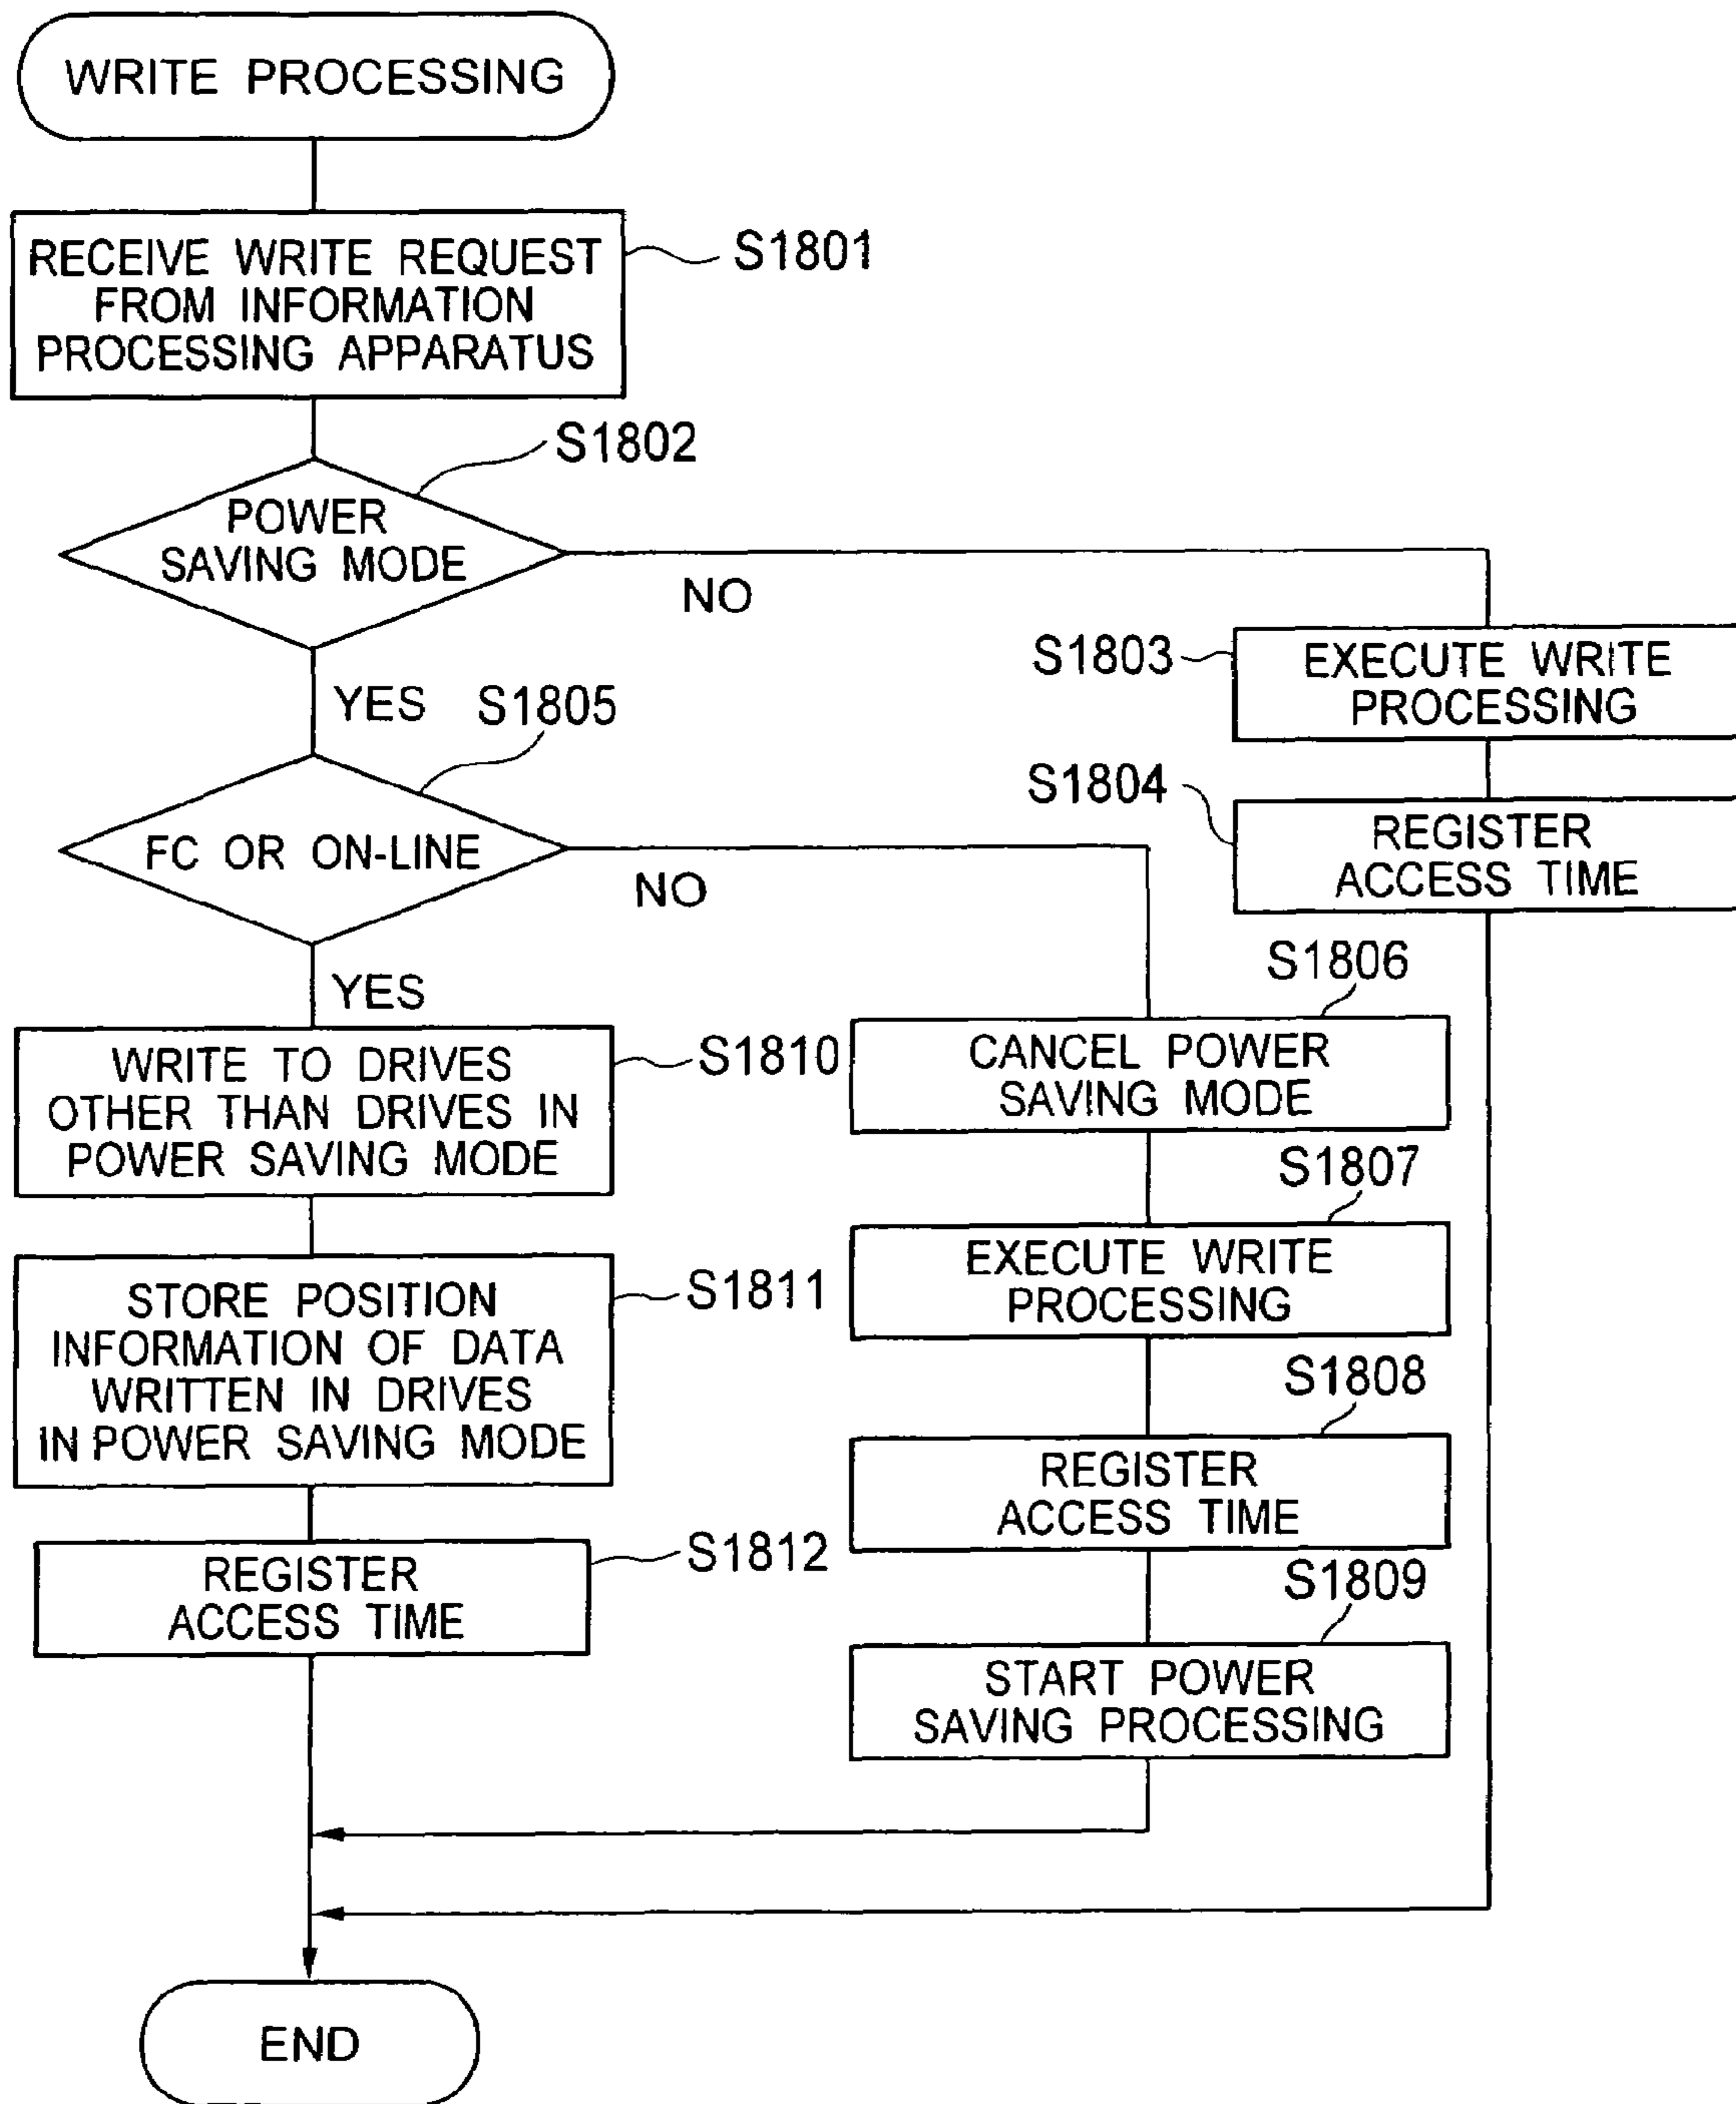 WRITE PROCESSING
RECEIVE WRITE REQUEST
FROM INFORMATION
PROCESSING APPARATUS
S1801
S1802
POWER
SAVING MODE
NO
YES
S1803
EXECUTE WRITE
PROCESSING
S1804
REGISTER
ACCESS TIME
S1805
FC OR ON-LINE
NO
YES
S1806
CANCEL POWER
SAVING MODE
S1807
EXECUTE WRITE
PROCESSING
S1808
REGISTER
ACCESS TIME
S1809
START POWER
SAVING PROCESSING
WRITE TO DRIVES
OTHER THAN DRIVES IN
POWER SAVING MODE
S1810
STORE POSITION
INFORMATION OF DATA
WRITTEN IN DRIVES
IN POWER SAVING MODE
S1811
REGISTER
ACCESS TIME
S1812
END